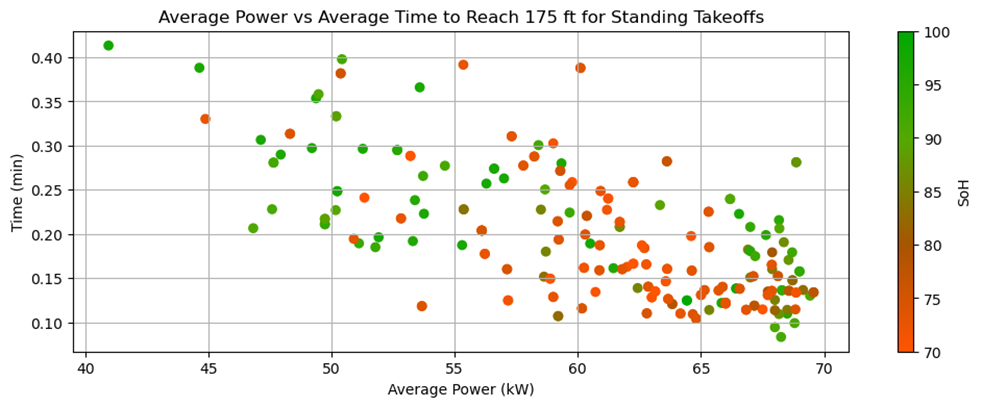 Average Power vs Average Time to Reach 175 ft for Standing Takeoffs
Time (min)
0.40
0.35
0.30
0.25
0.20
0.15
0.10
40 45 50 55 60 65 70
Average Power (kW)
100
95
90
85
80
75
70
SoH